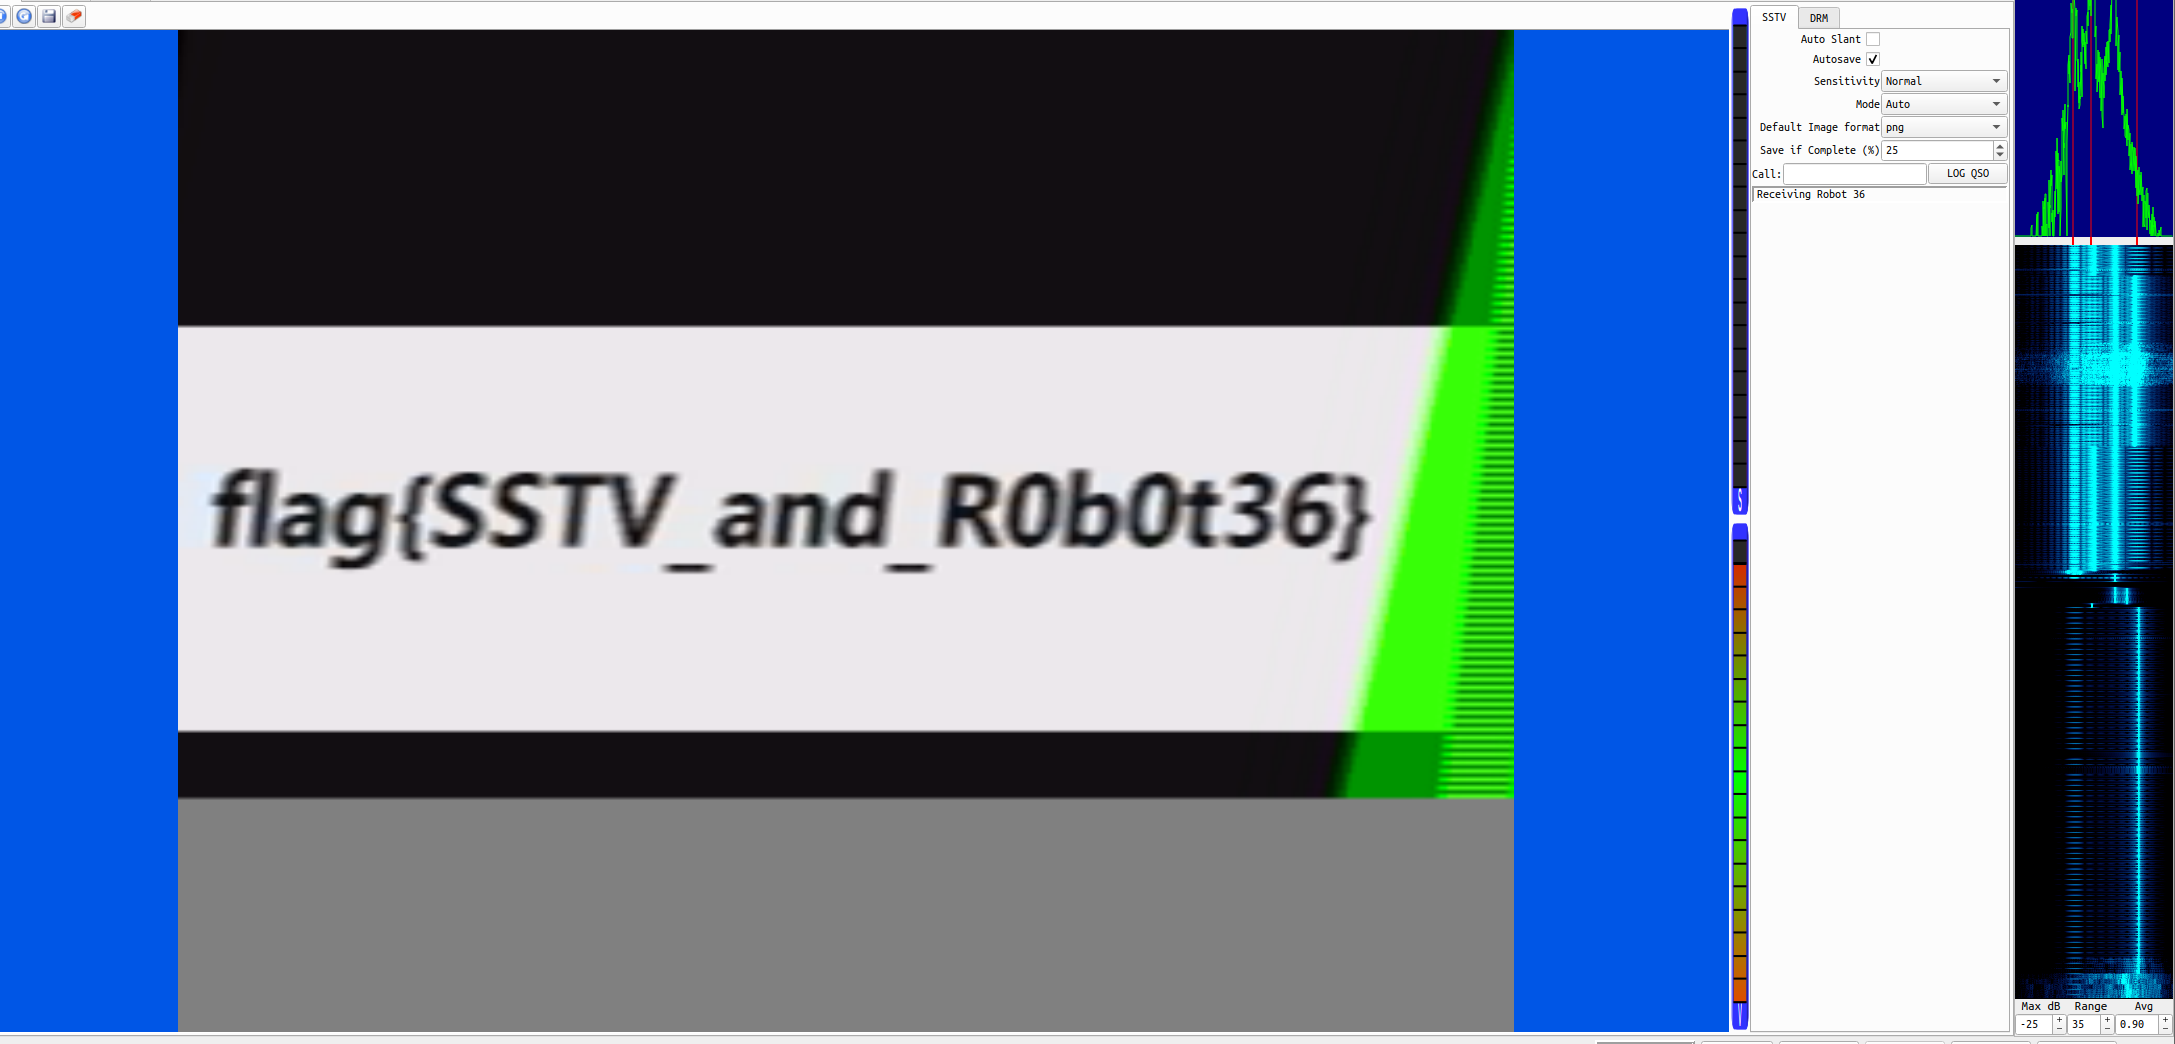 SSTV DRM
Auto Slant
Autosave
Sensitivity Normal
Mode Auto
Default Image format png
Save if Complete (%) 25
Call: LOG QSO
Receiving Robot 36
flag{SSTV_and_R0b0t36}
Max dB Range Avg
-25 35 0.90